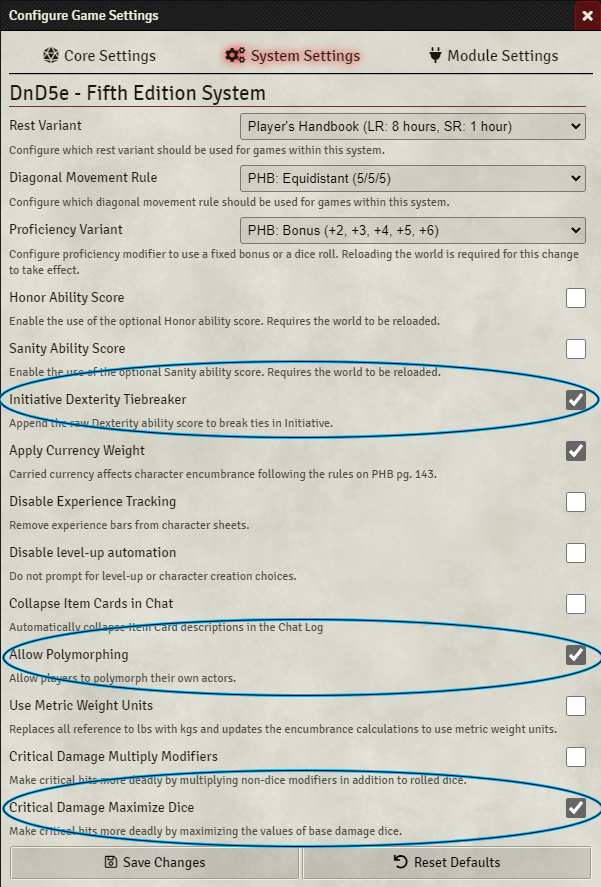 Configure Game Settings
Core Settings System Settings Module Settings
DnD5e - Fifth Edition System
Rest Variant Player's Handbook (LR: 8 hours, SR: 1 hour)
Configure which rest variant should be used for games within this system.
Diagonal Movement Rule PHB: Equidistant (5/5/5)
Configure which diagonal movement rule should be used for games within this system.
Proficiency Variant PHB: Bonus (+2, +3, +4, +5, +6)
Configure proficiency modifier to use a fixed bonus or a dice roll. Reloading the world is required for this change
to take effect.
Honor Ability Score
Enable the use of the optional Honor ability score. Requires the world to be reloaded.
Sanity Ability Score
Enable the use of the optional Sanity ability score. Requires the world to be reloaded.
Initiative Dexterity Tiebreaker
Append the raw Dexterity ability score to break ties in Initiative.
Apply Currency Weight
Carried currency affects character encumbrance following the rules on PHB pg. 143.
Disable Experience Tracking
Remove experience bars from character sheets.
Disable level-up automation
Do not prompt for level-up or character creation choices.
Collapse Item Cards in Chat
Automatically collapse Item Card descriptions in the Chat Log
Allow Polymorphing
Allow players to polymorph their own actors.
Use Metric Weight Units
Replaces all reference to lbs with kgs and updates the encumbrance calculations to use metric weight units.
Critical Damage Multiply Modifiers
Make critical hits more deadly by multiplying non-dice modifiers in addition to rolled dice.
Critical Damage Maximize Dice
Make critical hits more deadly by maximizing the values of base damage dice.
Save Changes Reset Defaults